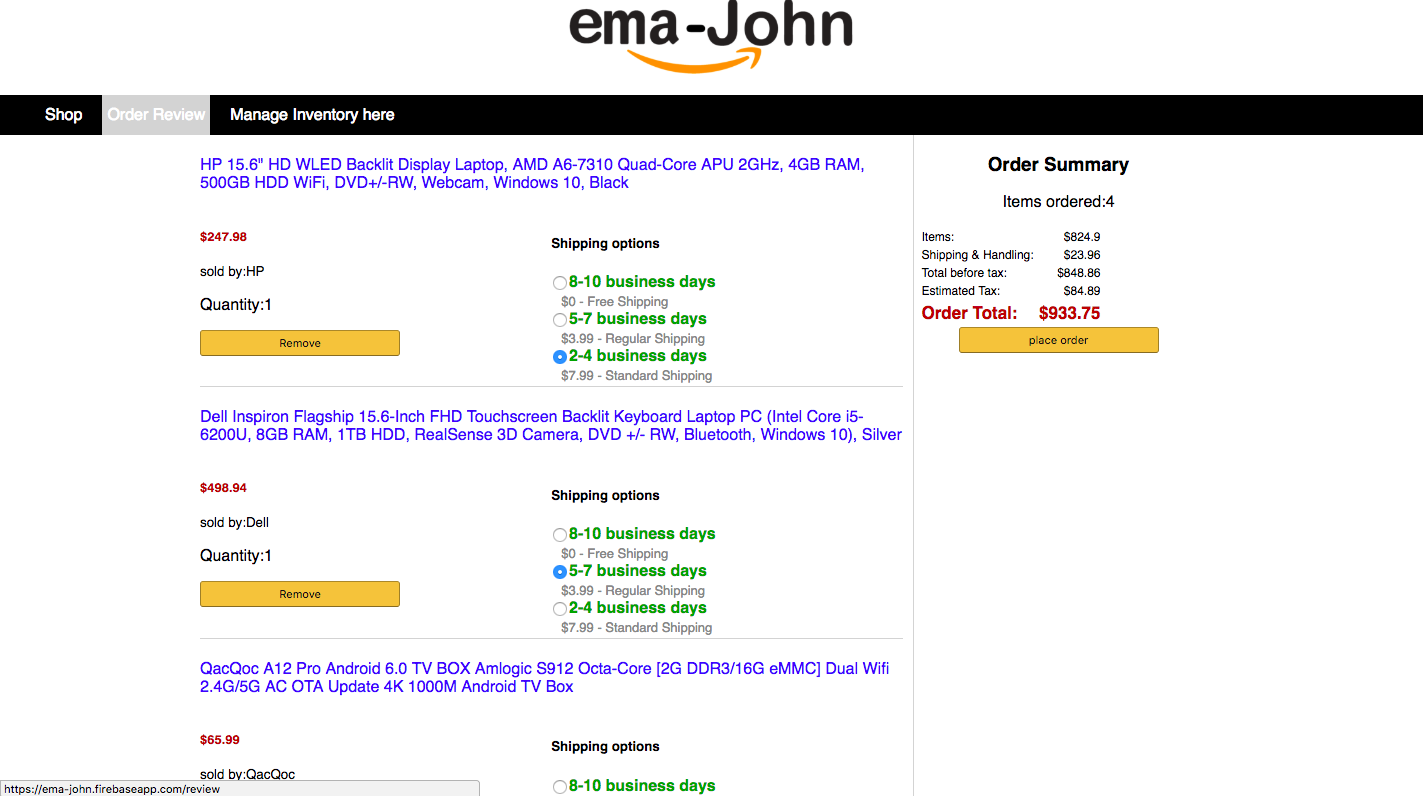 ema-John
Shop Order Review Manage Inventory here
HP 15.6" HD WLED Backlit Display Laptop, AMD A6-7310 Quad-Core APU 2GHz, 4GB RAM,
500GB HDD WiFi, DVD+/-RW, Webcam, Windows 10, Black
$247.98
sold by:HP
Quantity:1
Remove
Shipping options
8-10 business days
$0 - Free Shipping
5-7 business days
$3.99 - Regular Shipping
2-4 business days
$7.99 - Standard Shipping
Dell Inspiron Flagship 15.6-Inch FHD Touchscreen Backlit Keyboard Laptop PC (Intel Core i5-
6200U, 8GB RAM, 1TB HDD, RealSense 3D Camera, DVD +/- RW, Bluetooth, Windows 10), Silver
$498.94
sold by:Dell
Quantity:1
Remove
Shipping options
8-10 business days
$0 - Free Shipping
5-7 business days
$3.99 - Regular Shipping
2-4 business days
$7.99 - Standard Shipping
QacQoc A12 Pro Android 6.0 TV BOX Amlogic S912 Octa-Core [2G DDR3/16G eMMC] Dual Wifi
2.4G/5G AC OTA Update 4K 1000M Android TV Box
$65.99
sold by:QacQoc
Shipping options
8-10 business days
Order Summary
Items ordered:4
Items: $824.9
Shipping & Handling: $23.96
Total before tax: $848.86
Estimated Tax: $84.89
Order Total: $933.75
place order
https://ema-john.firebaseapp.com/review